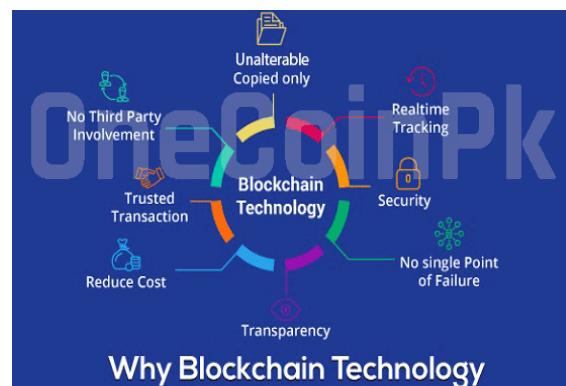 Unalterable
Copied only
Realtime
Tracking
No Third Party
Involvement
OneCoinPk
Blockchain
Technology
Trusted
Transaction
Security
Reduce Cost
No single Point
of Failure
Transparency
Why Blockchain Technology